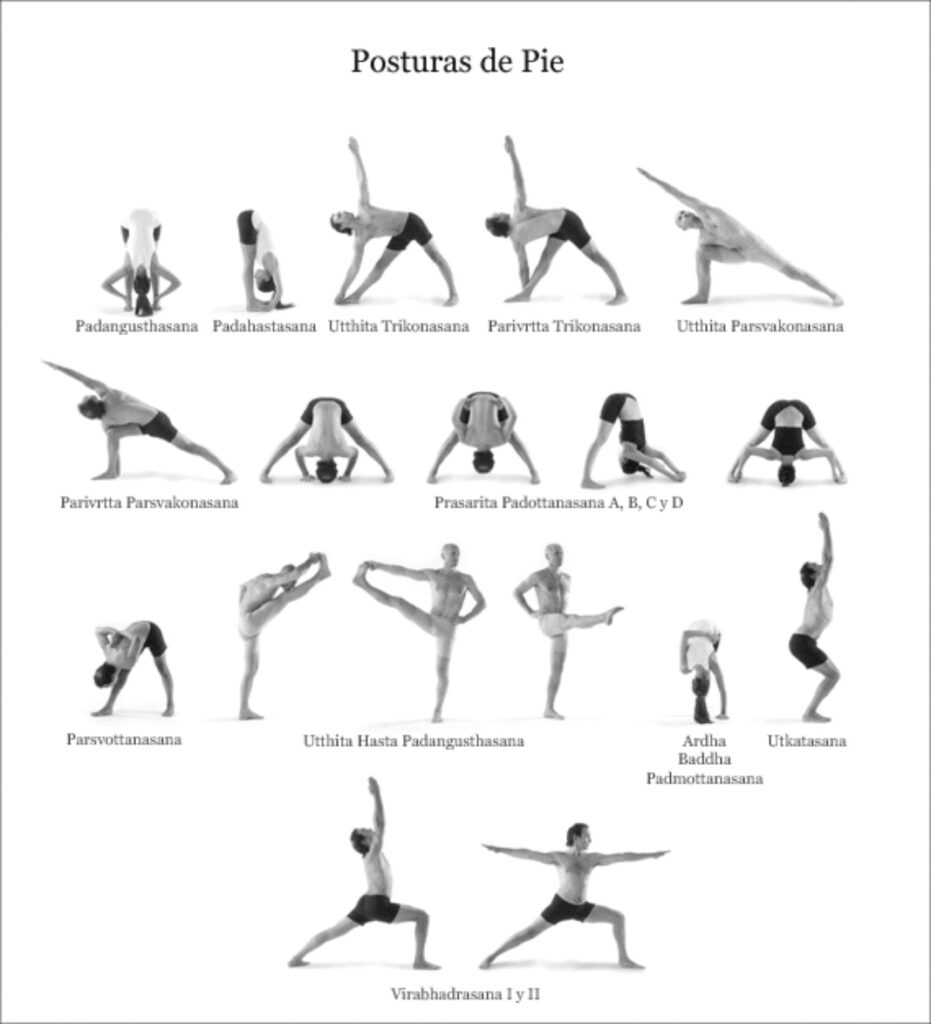 Posturas de Pie
Padangusthasana
Padahastasana
Utthita Trikonasana
Parivrtta Trikonasana
Utthita Parsvakonasana
Parivrtta Parsvakonasana
Prasarita Padottanasana A, B, C y D
Parsvottanasana
Utthita Hasta Padangusthasana
Ardha
Baddha
Padmottanasana
Utkatasana
Virabhadrasana I y II